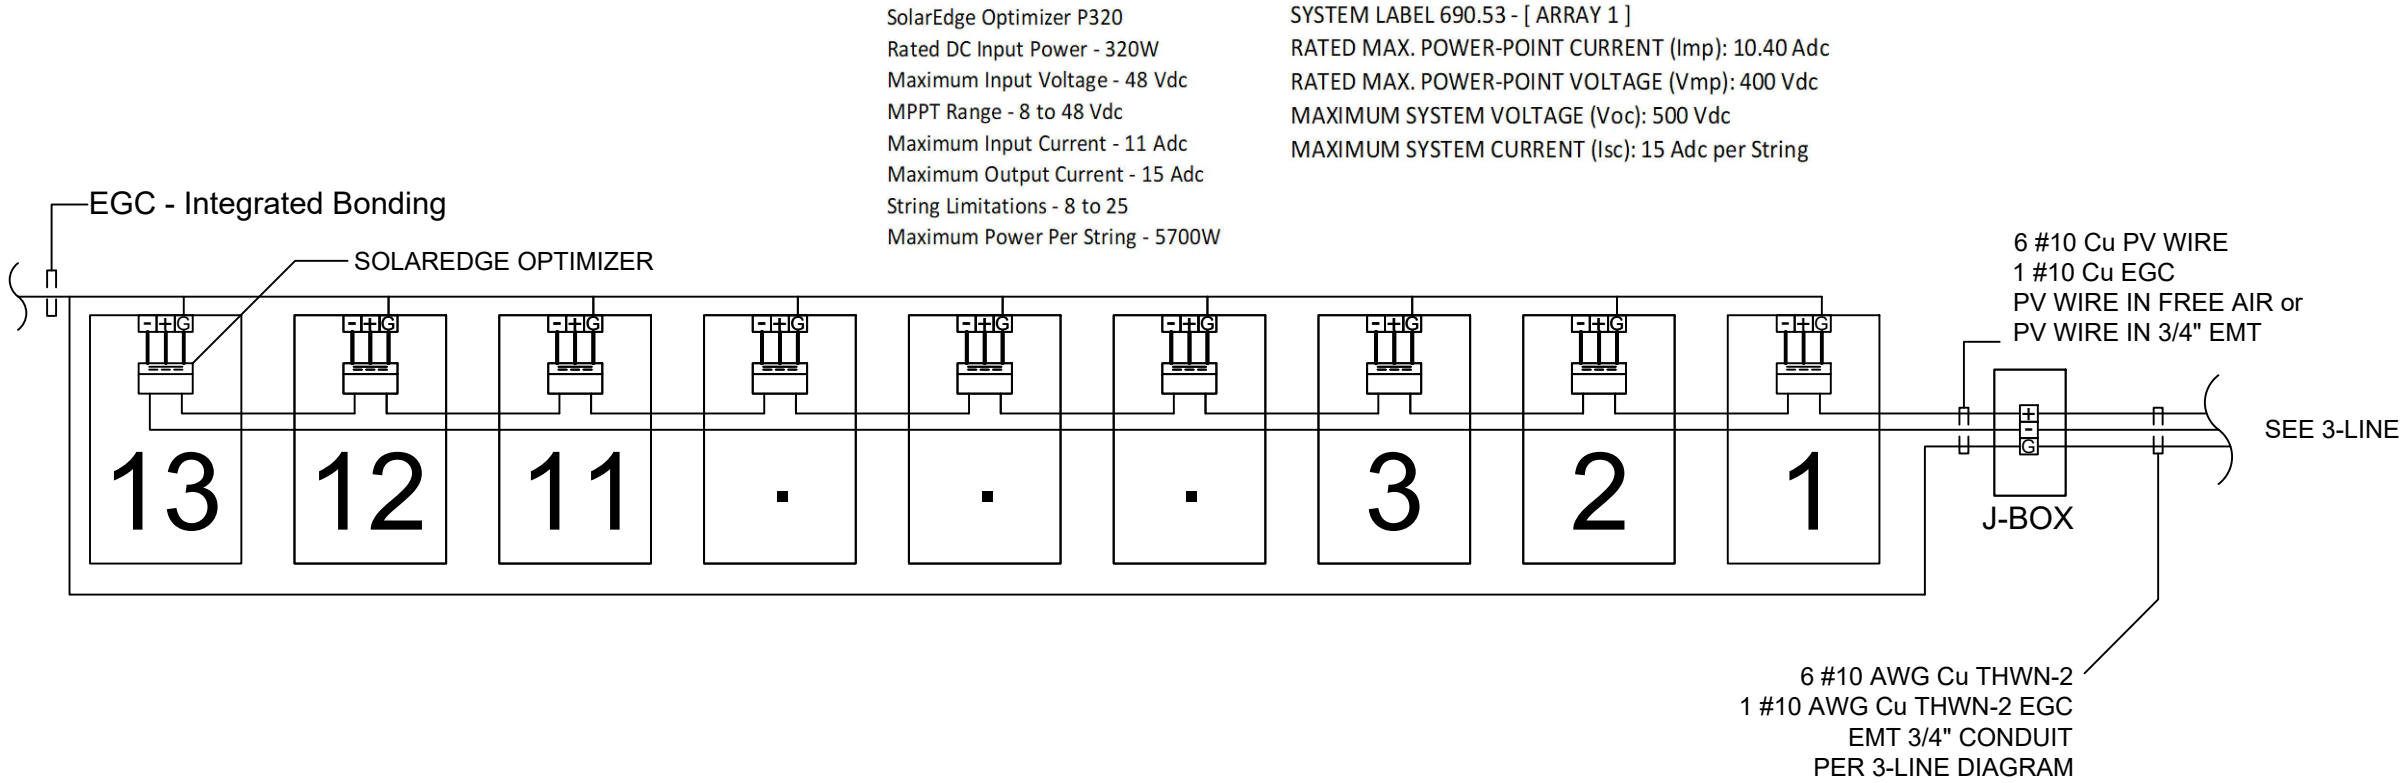 SolarEdge Optimizer P320
Rated DC Input Power - 320W
Maximum Input Voltage - 48 Vdc
MPPT Range - 8 to 48 Vdc
Maximum Input Current - 11 Adc
Maximum Output Current - 15 Adc
String Limitations - 8 to 25
Maximum Power Per String - 5700W
SYSTEM LABEL 690.53 - [ ARRAY 1 ]
RATED MAX. POWER-POINT CURRENT (Imp): 10.40 Adc
RATED MAX. POWER-POINT VOLTAGE (Vmp): 400 Vdc
MAXIMUM SYSTEM VOLTAGE (Voc): 500 Vdc
MAXIMUM SYSTEM CURRENT (Isc): 15 Adc per String
EGC - Integrated Bonding
SOLAREDGE OPTIMIZER
6 #10 Cu PV WIRE
1 #10 Cu EGC
PV WIRE IN FREE AIR or
PV WIRE IN 3/4" EMT
- + G
- + G
- + G
- + G
- + G
- + G
- + G
- + G
- + G
13
12
11
.
.
.
3
2
1
+
-
G
J-BOX
SEE 3-LINE
6 #10 AWG Cu THWN-2
1 #10 AWG Cu THWN-2 EGC
EMT 3/4" CONDUIT
PER 3-LINE DIAGRAM